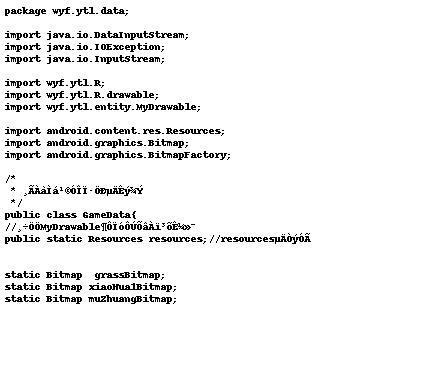 package wyf.ytl.data;
import java.io.DataInputStream;
import java.io.IOException;
import java.io.InputStream;
import wyf.ytl.R;
import wyf.ytl.R.drawable;
import wyf.ytl.entity.MyDrawable;
import android.content.res.Resources;
import android.graphics.Bitmap;
import android.graphics.BitmapFactory;
/*
 * ¸ÃÀàÌá¹©ÓÎÏ·ÖÐµÄÊý¾Ý
 */
public class GameData{
//¸÷ÖÖMyDrawable¶ÔÏóÔÚÕâÀï³õÊ¼»¯
public static Resources resources;//resourcesµÄÒýÓÃ
static Bitmap  grassBitmap;
static Bitmap xiaoHua1Bitmap;
static Bitmap muZhuangBitmap;